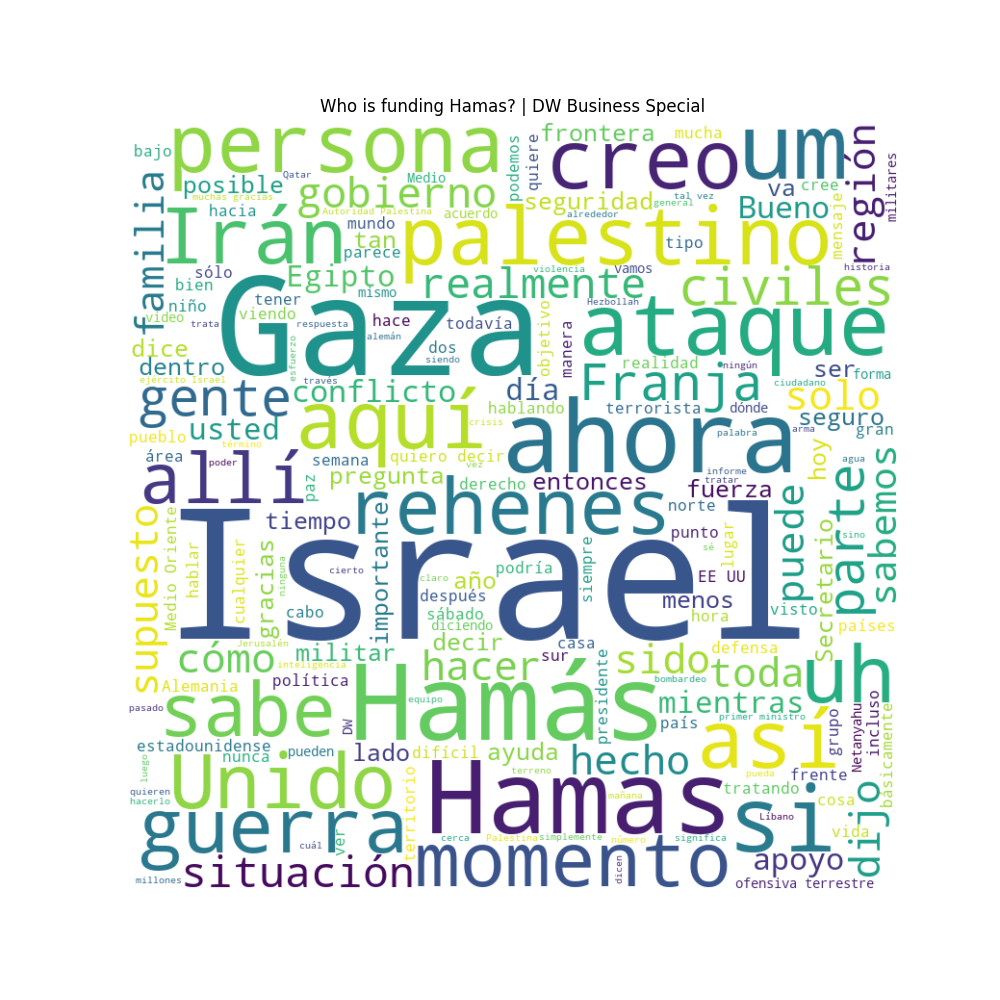 Who is funding Hamas? | DW Business Special
persona
creo
um
bajo
frontera
mucha
región
militares
podemos
quiere
Qatar
Medio
posible
muchas gracias
gobierno
seguridad
tal vez
general
va
cree
familia
hacia
Autoridad Palestina
acuerdo
alrededor
Bueno
mensaje
Irán
mundo
tan
parece
palestino
tipo
historia
sólo
bien
Egipto
mismo
realmente
violencia
vamos
civiles
niño
tener
Gaza
Hezbollah
ataque
video
trata
viendo
respuesta
hace
todavía
objetivo
manera
alemán
dice
dos
siendo
esfuerzo
realidad
ningún
ser
forma
dentro
ejército Israel
través
conflicto
día
Franja
ciudadano
solo
gente
aquí
hablando
terrorista
dónde
seguro
usted
crisis
ahora
palabra
arma
gran
pueblo
término
quiero decir
hoy
área
poder
allí
semana
paz
vez
informe
tratar
agua
pregunta
derecho
entonces
fuerza
parte
sabemos
rehenes
norte
puede
tiempo
importante
punto
lugar
sino
supuesto
Medio Oriente
hablar
cualquier
gracias
ninguna
Israel
siempre
sé
Secretario
cierto
claro
año
podría
EE UU
cabo
después
menos
visto
sábado
hora
países
diciendo
Jerusalén
decir
casa
defensa
cómo
militar
sur
sido
inteligencia
hacer
toda
uh
Alemania
política
Hamás
presidente
bombardeo
sabe
equipo
mientras
pasado
país
primer ministro
DW
grupo
Netanyahu
incluso
básicamente
estadounidense
nunca
pueden
lado
difícil
ayuda
hecho
así
luego
Unido
territorio
terreno
pueda
frente
quieren
hacerlo
Hamas
mañana
tratando
cosa
si
dijo
guerra
ver
Líbano
vida
cuál
cerca
Palestina
simplemente
número
significa
millones
situación
momento
dicen
apoyo
ofensiva terrestre